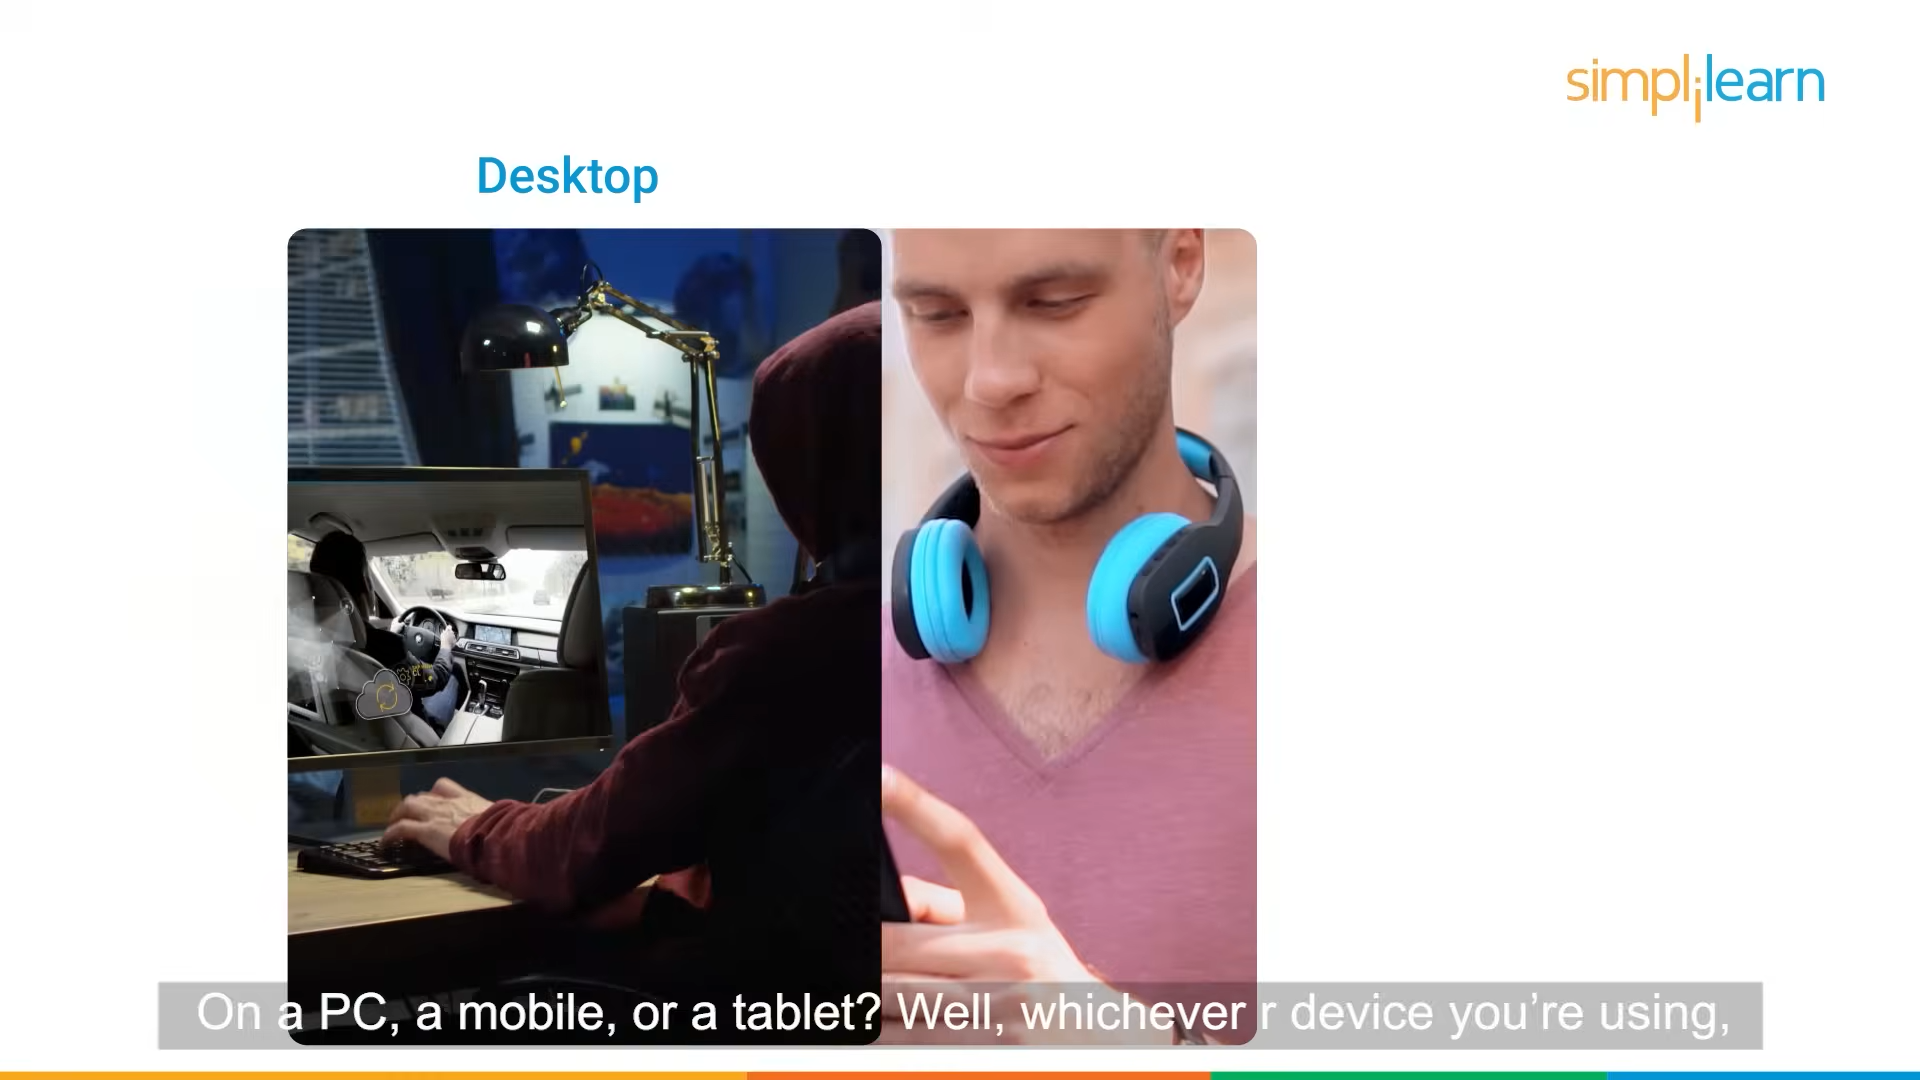 simplilearn
Desktop
On a PC, a mobile, or a tablet? Well, whichever r device you're using,